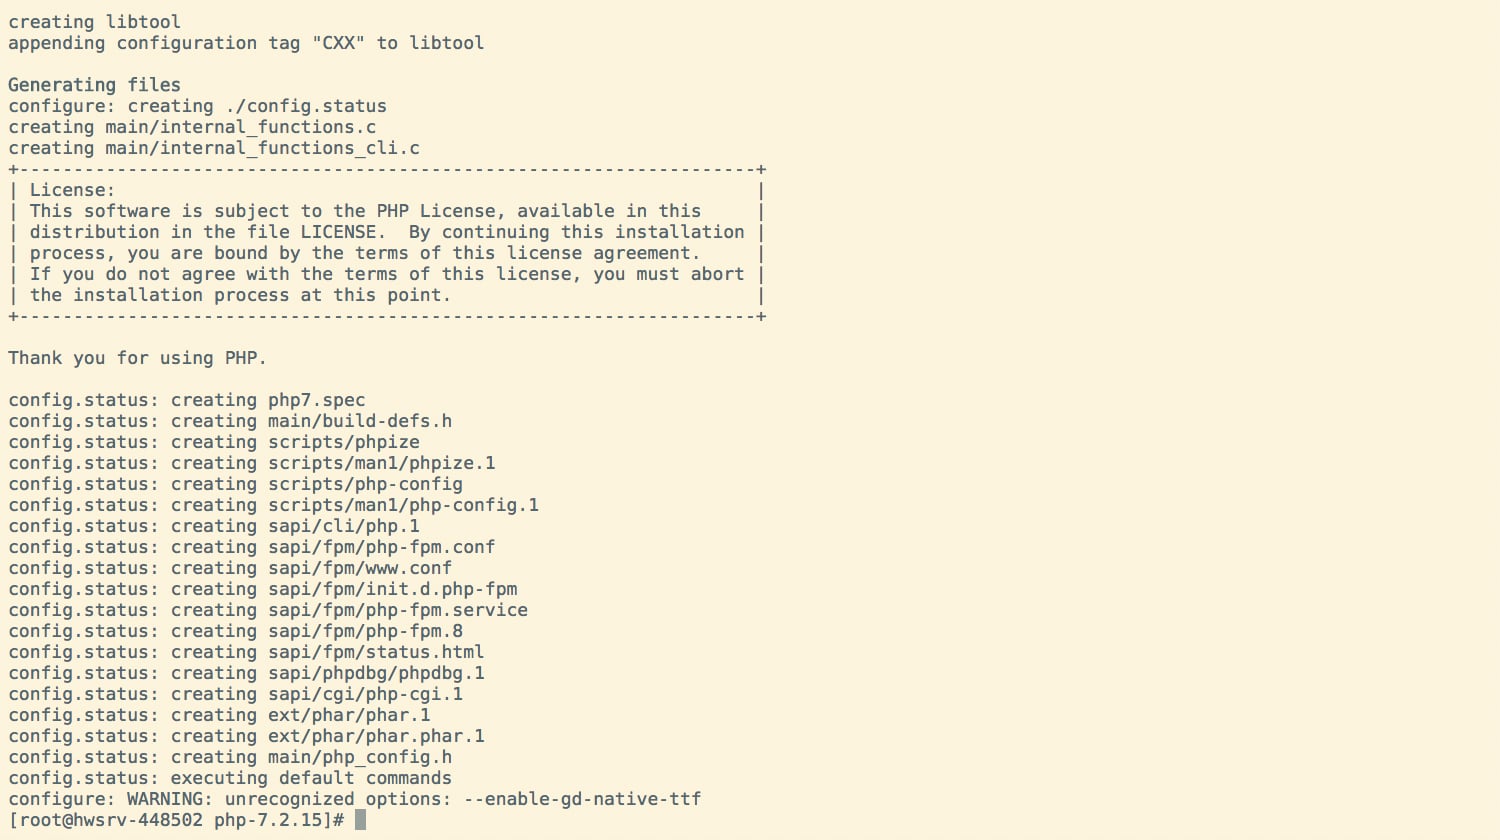 creating libtool
appending configuration tag "CXX" to libtool

Generating files
configure: creating ./config.status
creating main/internal_functions.c
creating main/internal_functions_cli.c
+--------------------------------------------------------------------+
| License:                                                           |
| This software is subject to the PHP License, available in this     |
| distribution in the file LICENSE.  By continuing this installation |
| process, you are bound by the terms of this license agreement.     |
| If you do not agree with the terms of this license, you must abort |
| the installation process at this point.                            |
+--------------------------------------------------------------------+

Thank you for using PHP.

config.status: creating php7.spec
config.status: creating main/build-defs.h
config.status: creating scripts/phpize
config.status: creating scripts/man1/phpize.1
config.status: creating scripts/php-config
config.status: creating scripts/man1/php-config.1
config.status: creating sapi/cli/php.1
config.status: creating sapi/fpm/php-fpm.conf
config.status: creating sapi/fpm/www.conf
config.status: creating sapi/fpm/init.d.php-fpm
config.status: creating sapi/fpm/php-fpm.service
config.status: creating sapi/fpm/php-fpm.8
config.status: creating sapi/fpm/status.html
config.status: creating sapi/phpdbg/phpdbg.1
config.status: creating sapi/cgi/php-cgi.1
config.status: creating ext/phar/phar.1
config.status: creating ext/phar/phar.phar.1
config.status: creating main/php_config.h
config.status: executing default commands
configure: WARNING: unrecognized options: --enable-gd-native-ttf
[root@hwsrv-448502 php-7.2.15]#